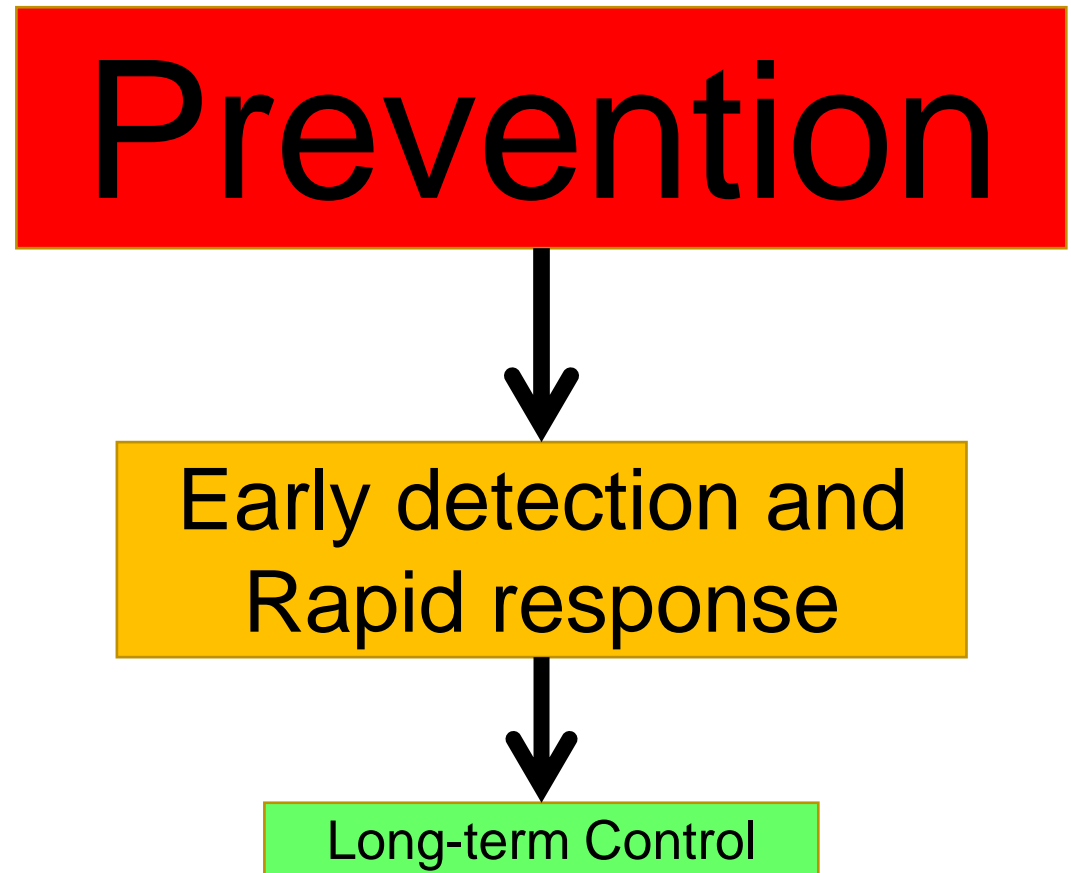 Prevention
Early detection and
Rapid response
Long-term Control